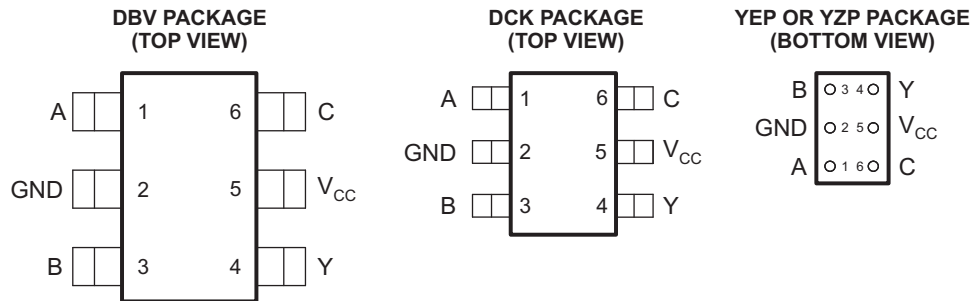 DBV PACKAGE
(TOP VIEW)
A 1 6 C
GND 2 5 VCC
B 3 4 Y
DCK PACKAGE
(TOP VIEW)
A 1 6 C
GND 2 5 VCC
B 3 4 Y
YEP OR YZP PACKAGE
(BOTTOM VIEW)
B 3 4 Y
GND 2 5 VCC
A 1 6 C